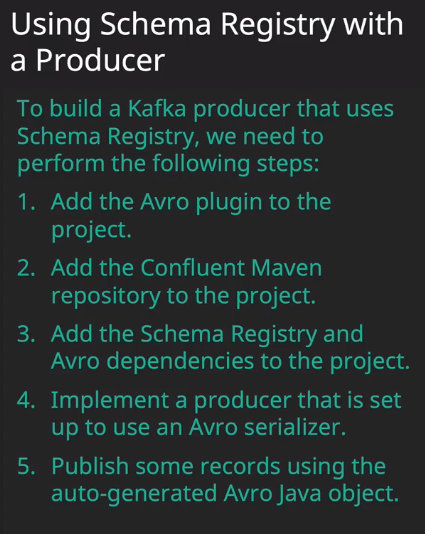 Using Schema Registry with
a Producer
To build a Kafka producer that uses
Schema Registry, we need to
perform the following steps:
1. Add the Avro plugin to the
project.
2. Add the Confluent Maven
repository to the project.
3. Add the Schema Registry and
Avro dependencies to the project.
4. Implement a producer that is set
up to use an Avro serializer.
5. Publish some records using the
auto-generated Avro Java object.